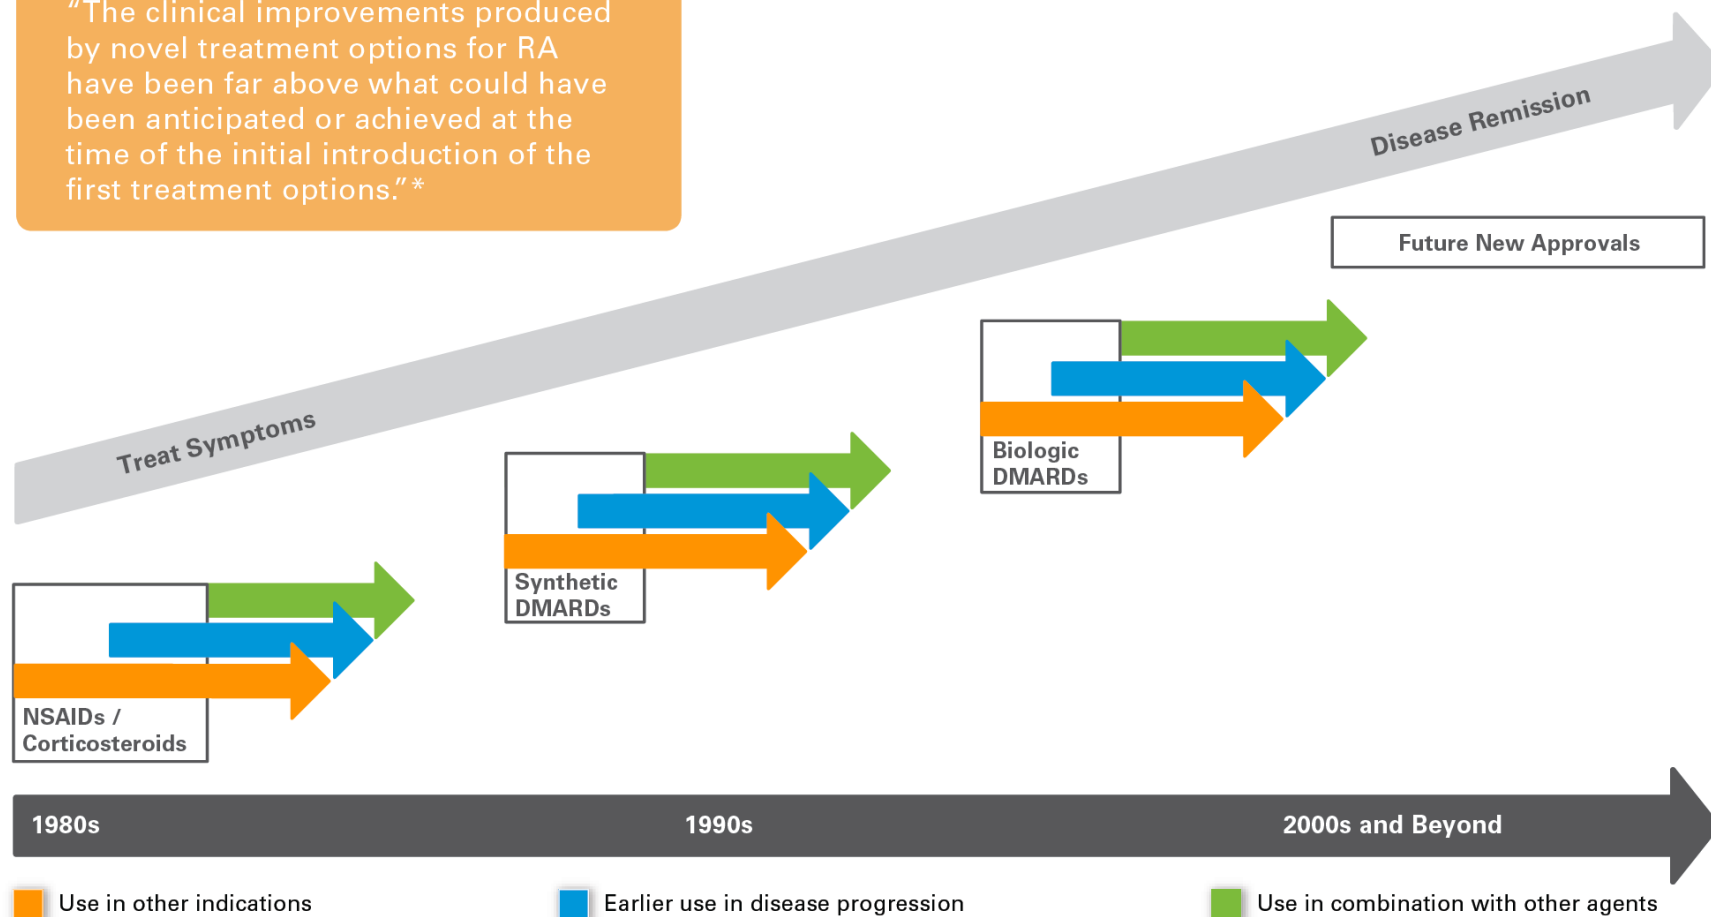 “The clinical improvements produced
by novel treatment options for RA
have been far above what could have
been anticipated or achieved at the
time of the initial introduction of the
first treatment options.”*
Disease Remission
Future New Approvals
Treat Symptoms
Biologic
DMARDs
Synthetic
DMARDs
NSAIDs /
Corticosteroids
1980s
1990s
2000s and Beyond
Use in other indications
Earlier use in disease progression
Use in combination with other agents